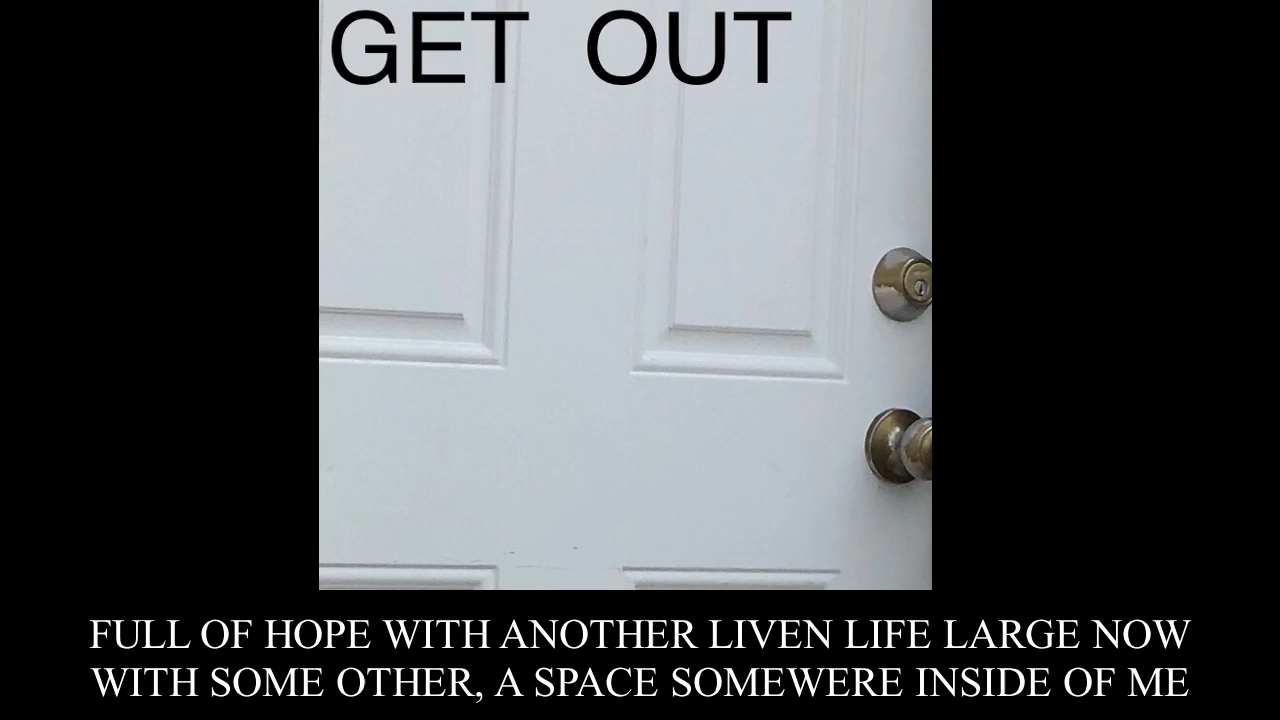 GET OUT
FULL OF HOPE WITH ANOTHER LIVEN LIFE LARGE NOW
WITH SOME OTHER, A SPACE SOMEWERE INSIDE OF ME